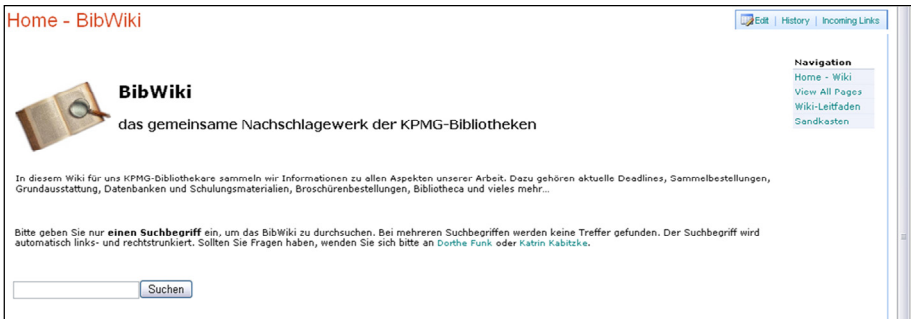 Home - BibWiki
Edit | History | Incoming Links
Navigation
Home - Wiki
View All Pages
Wiki-Leitfaden
Sandkasten
BibWiki
das gemeinsame Nachschlagewerk der KPMG-Bibliotheken
In diesem Wiki für uns KPMG-Bibliothekare sammeln wir Informationen zu allen Aspekten unserer Arbeit. Dazu gehören aktuelle Deadlines, Sammelbestellungen,
Grundausstattung, Datenbanken und Schulungsmaterialien, Broschürenbestellungen, Bibliotheca und vieles mehr...
Bitte geben Sie nur einen Suchbegriff ein, um das BibWiki zu durchsuchen. Bei mehreren Suchbegriffen werden keine Treffer gefunden. Der Suchbegriff wird
automatisch links- und rechtstrunkiert. Sollten Sie Fragen haben, wenden Sie sich bitte an Dorthe Funk oder Katrin Kabitzke.
Suchen